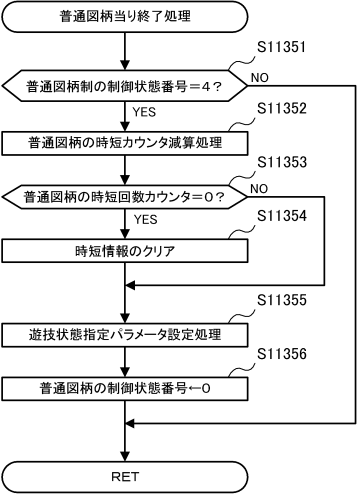 普通図柄当り終了処理
S11351
普通図柄制の制御状態番号=4?
NO
YES
S11352
普通図柄の時短カウンタ減算処理
S11353
普通図柄の時短回数カウンタ=0?
NO
YES
S11354
時短情報のクリア
S11355
遊技状態指定パラメータ設定処理
S11356
普通図柄の制御状態番号←0
RET